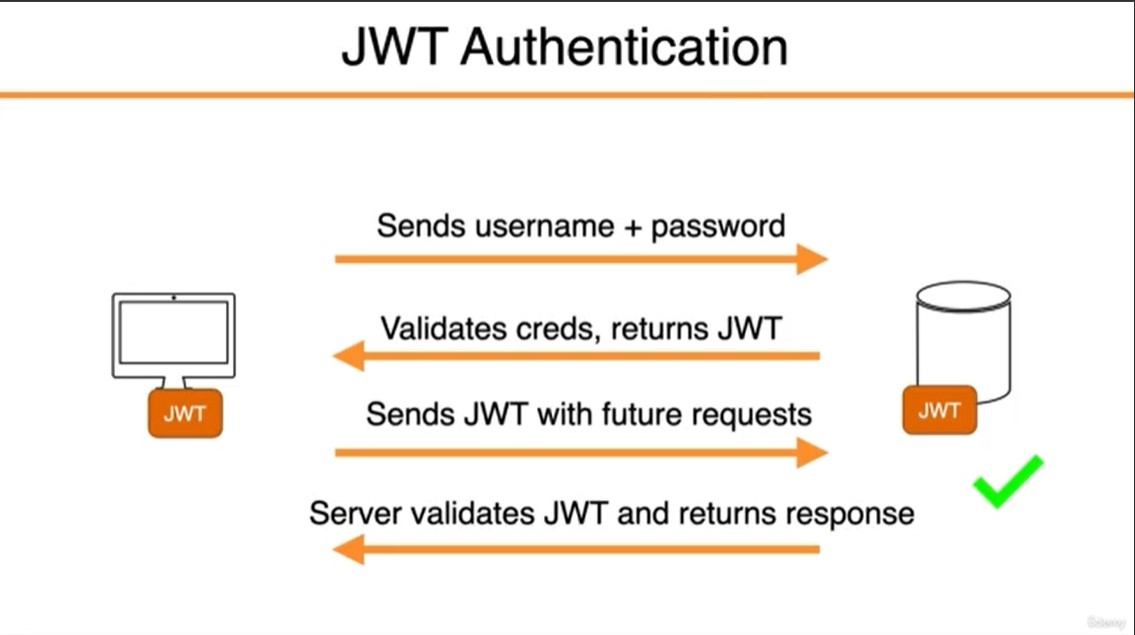 JWT Authentication
Sends username + password
Validates creds, returns JWT
JWT
JWT
Sends JWT with future requests
Server validates JWT and returns response
Udemy